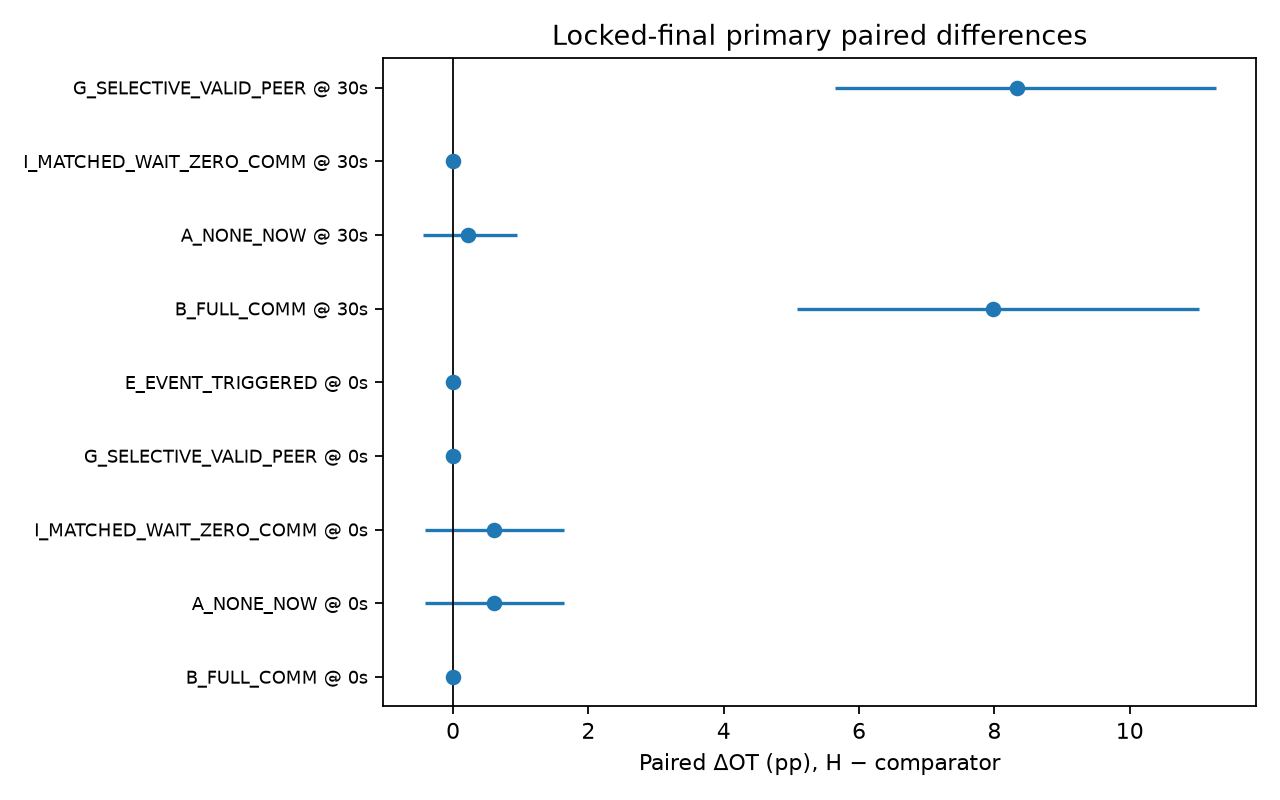 Locked-final primary paired differences
G_SELECTIVE_VALID_PEER @ 30s
I_MATCHED_WAIT_ZERO_COMM @ 30s
A_NONE_NOW @ 30s
B_FULL_COMM @ 30s
E_EVENT_TRIGGERED @ 0s
G_SELECTIVE_VALID_PEER @ 0s
I_MATCHED_WAIT_ZERO_COMM @ 0s
A_NONE_NOW @ 0s
B_FULL_COMM @ 0s
0 2 4 6 8 10
Paired ΔOT (pp), H − comparator